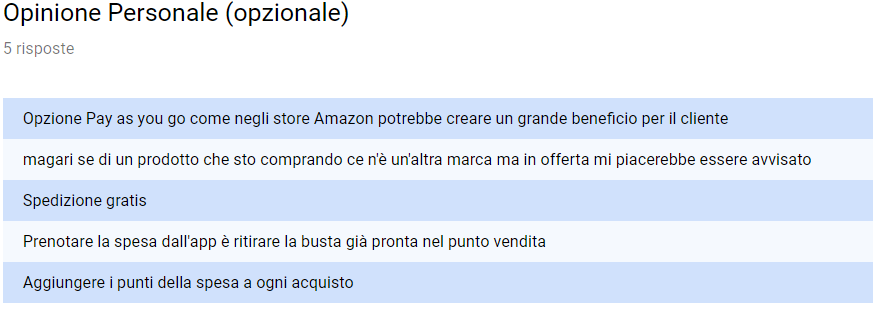 Opinione Personale (opzionale)
5 risposte
Opzione Pay as you go come negli store Amazon potrebbe creare un grande beneficio per il cliente
magari se di un prodotto che sto comprando ce n'è un'altra marca ma in offerta mi piacerebbe essere avvisato
Spedizione gratis
Prenotare la spesa dall'app è ritirare la busta già pronta nel punto vendita
Aggiungere i punti della spesa a ogni acquisto